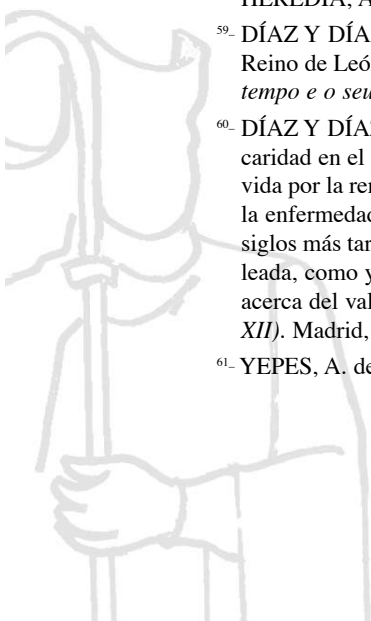 HEREDIA, A
59- DÍAZ Y DÍA
Reino de Leó
tempo e o seu
60- DÍAZ Y DÍAZ
caridad en el
vida por la ren
la enfermedad
siglos más tar
leada, como y
acerca del val
XII). Madrid,
61- YEPES, A. de